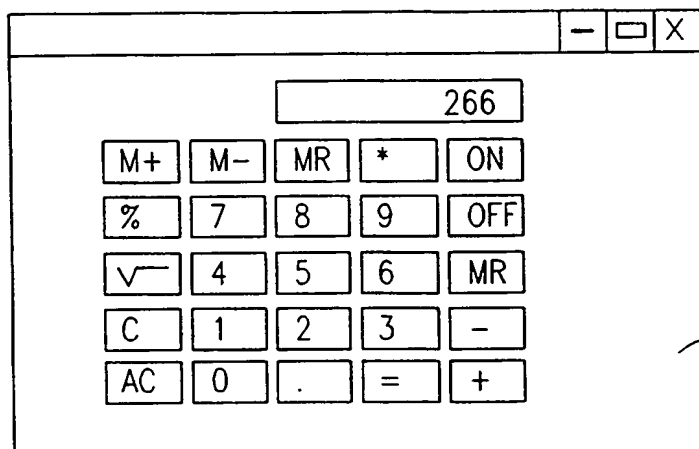 X
266
M+ M- MR * ON
% 7 8 9 OFF
√ 4 5 6 MR
C 1 2 3 -
AC 0 . = +